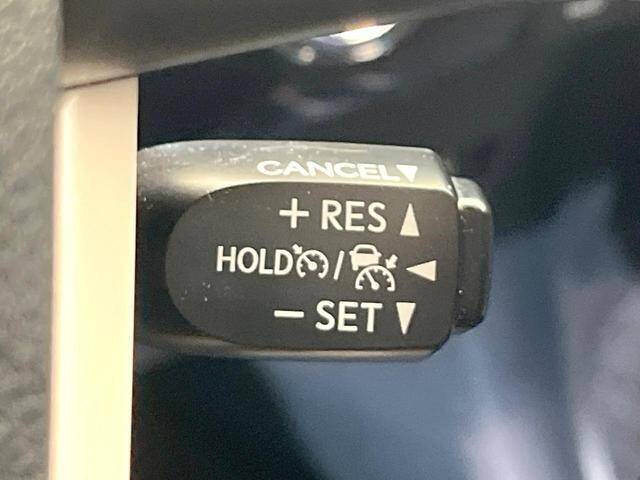 CANCEL▼
+ RES ▲
HOLD / ◀
− SET ▼